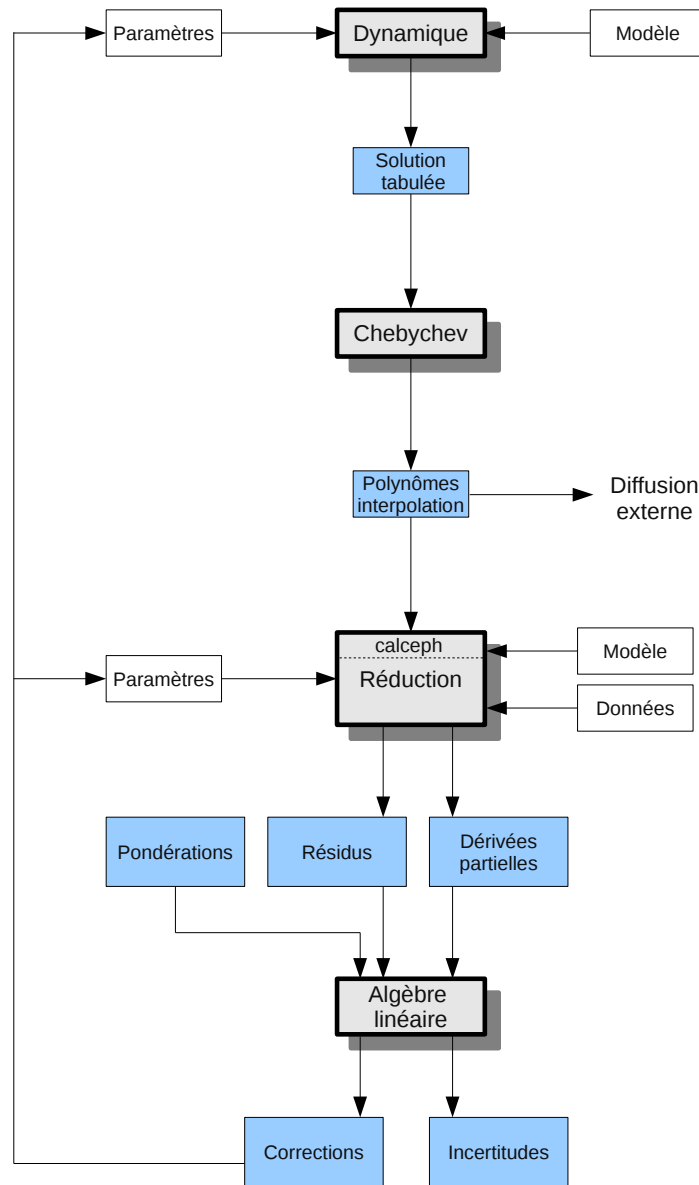 Paramètres
Dynamique
Modèle
Solution
tabulée
Chebychev
Polynômes
interpolation
Diffusion
externe
calceph
Réduction
Paramètres
Modèle
Données
Pondérations
Résidus
Dérivées
partielles
Algèbre
linéaire
Corrections
Incertitudes